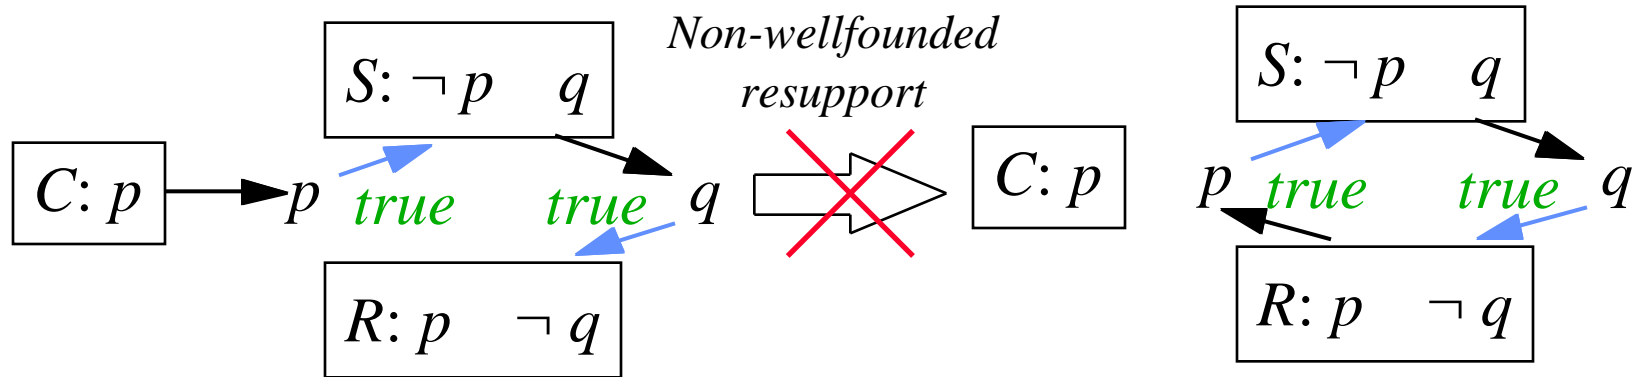 S: ¬ p q
C: p
p
true
true
q
R: p ¬ q
Non-wellfounded
resupport
C: p
S: ¬ p q
p
true
true
q
R: p ¬ q